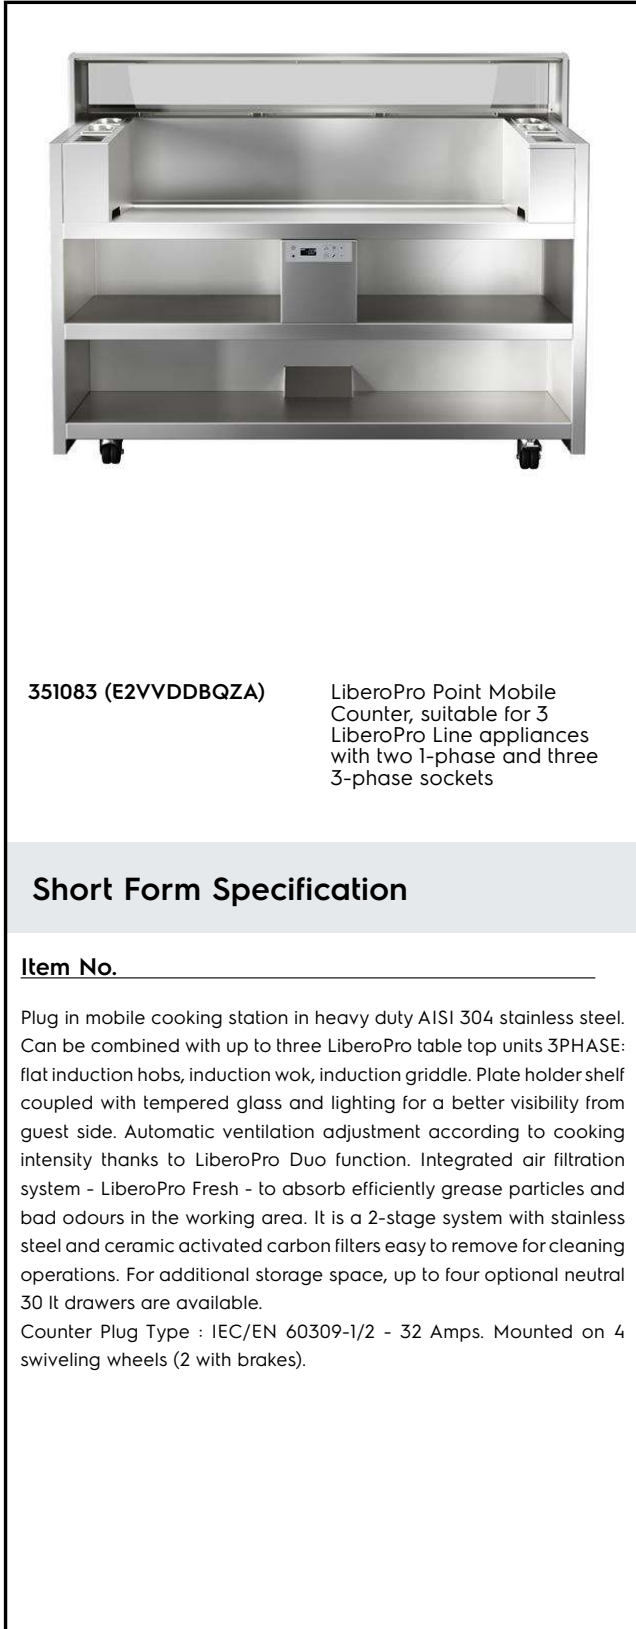 351083 (E2VVDDBQZA)
LiberoPro Point Mobile
Counter, suitable for 3
LiberoPro Line appliances
with two 1-phase and three
3-phase sockets
Short Form Specification
Item No.
Plug in mobile cooking station in heavy duty AISI 304 stainless steel.
Can be combined with up to three LiberoPro table top units 3PHASE:
flat induction hobs, induction wok, induction griddle. Plate holder shelf
coupled with tempered glass and lighting for a better visibility from
guest side. Automatic ventilation adjustment according to cooking
intensity thanks to LiberoPro Duo function. Integrated air filtration
system - LiberoPro Fresh - to absorb efficiently grease particles and
bad odours in the working area. It is a 2-stage system with stainless
steel and ceramic activated carbon filters easy to remove for cleaning
operations. For additional storage space, up to four optional neutral
30 lt drawers are available.
Counter Plug Type : IEC/EN 60309-1/2 - 32 Amps. Mounted on 4
swiveling wheels (2 with brakes).